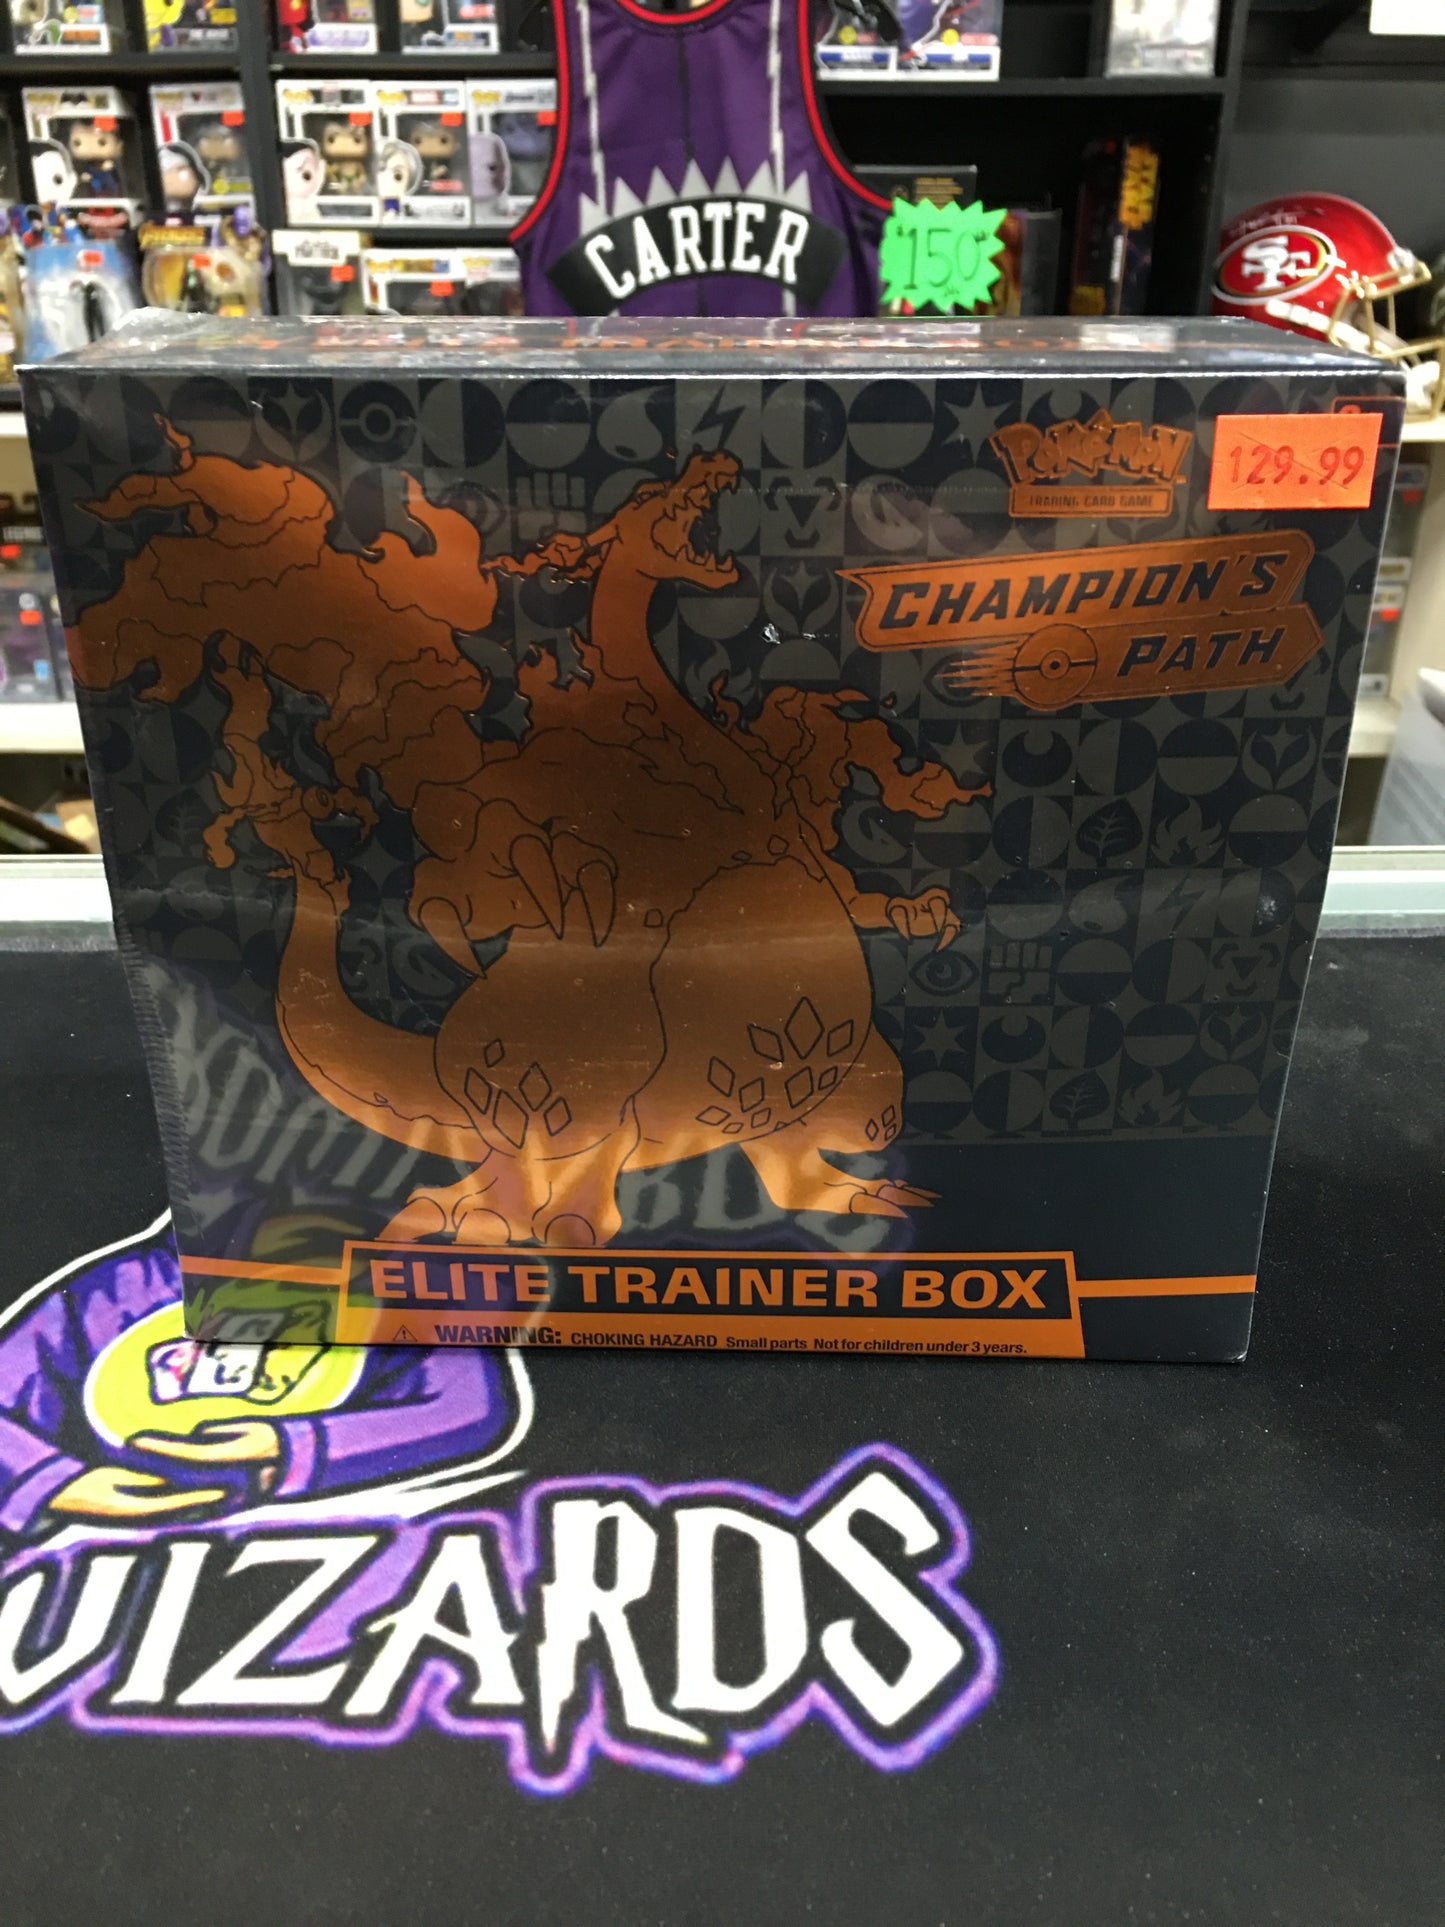 CARTER
"150"
SF
POKéMON
TRADING CARD GAME
129.99
CHAMPION'S
PATH
ELITE TRAINER BOX
WARNING: CHOKING HAZARD Small parts Not for children under 3 years.
WIZARDS